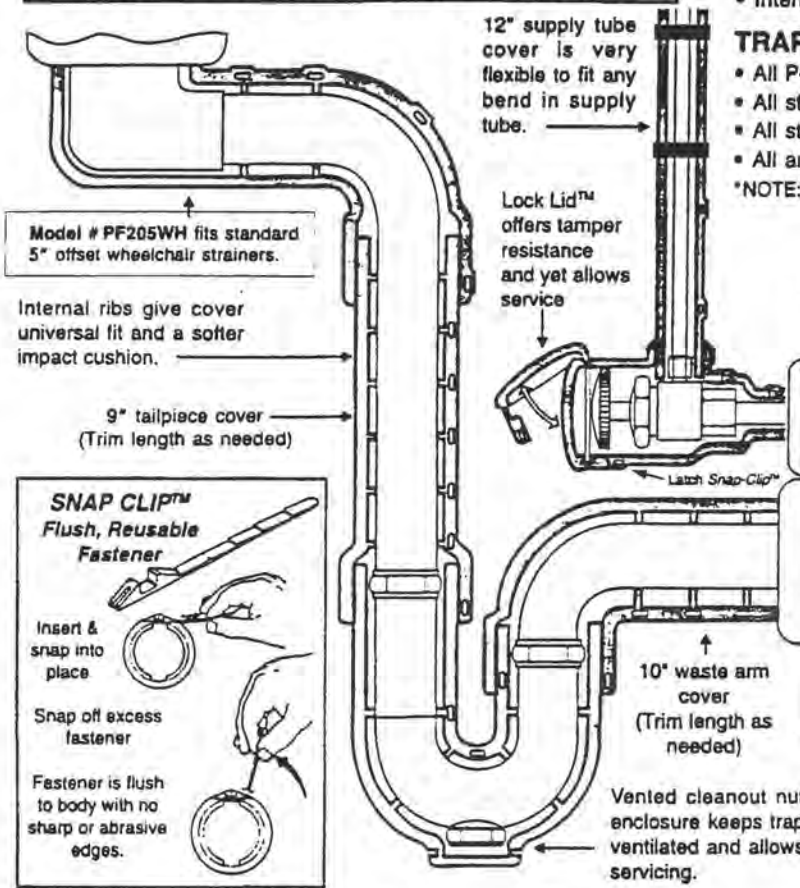 12" supply tube
cover is very
flexible to fit any
bend in supply
tube.
TRAP
• All
• All
• All
• All
*NOTE:
Lock Lid™
offers tamper
resistance
and yet allows
service
Model # PF205WH fits standard
5" offset wheelchair strainers.
Internal ribs give cover
universal fit and a softer
impact cushion.
9" tailpiece cover
(Trim length as needed)
Latch Snap-Clip™
SNAP CLIP™
Flush, Reusable
Fastener
Insert &
snap into
place
Snap off excess
fastener
Fastener is flush
to body with no
sharp or abrasive
edges.
10" waste arm
cover
(Trim length as
needed)
Vented cleanout nut
enclosure keeps trap
ventilated and allows
servicing.